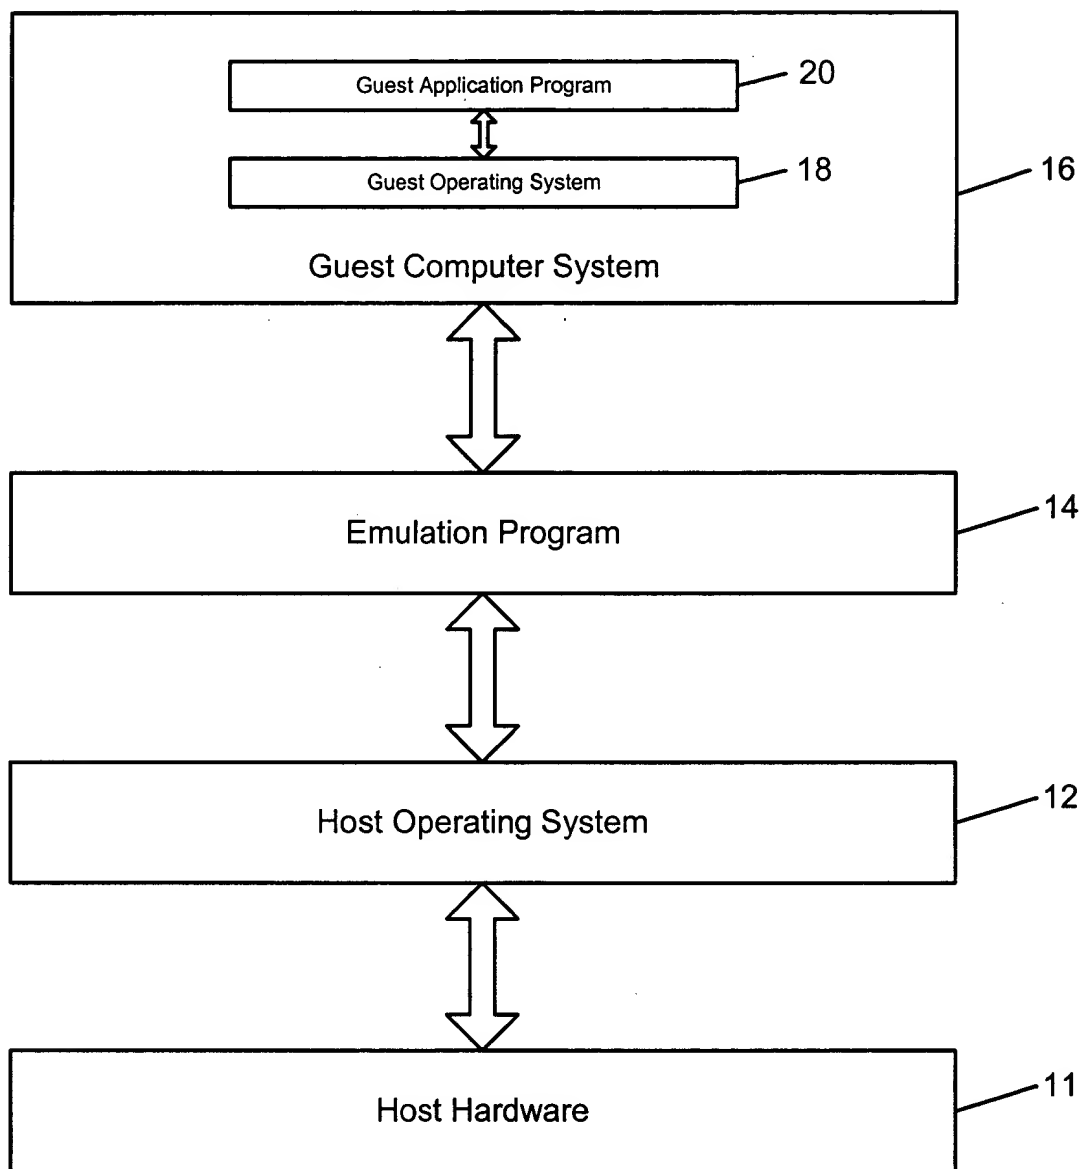 Guest Application Program
20
Guest Operating System
18
16
Guest Computer System
Emulation Program
14
Host Operating System
12
Host Hardware
11